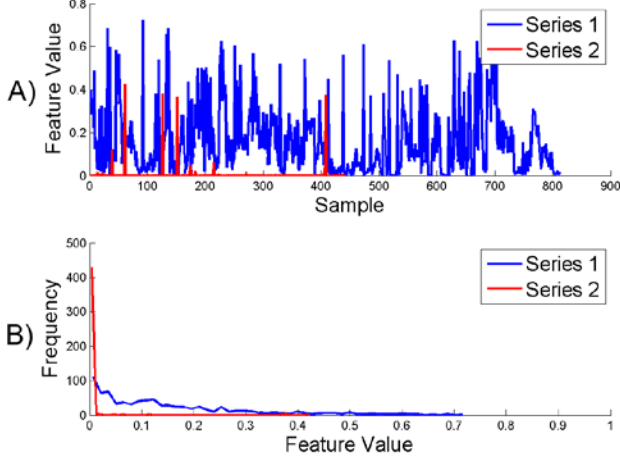 A)
Feature Value
0.8
0.6
0.4
0.2
0
0 100 200 300 400 500 600 700 800 900
Sample
Series 1
Series 2
B)
Frequency
500
400
300
200
100
0
0 0.1 0.2 0.3 0.4 0.5 0.6 0.7 0.8 0.9 1
Feature Value
Series 1
Series 2